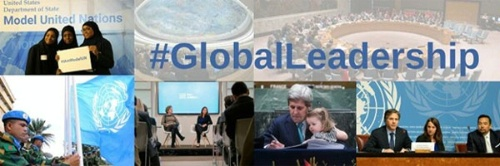 United States
Department of State
Model United Nations
#GlobalLeadership